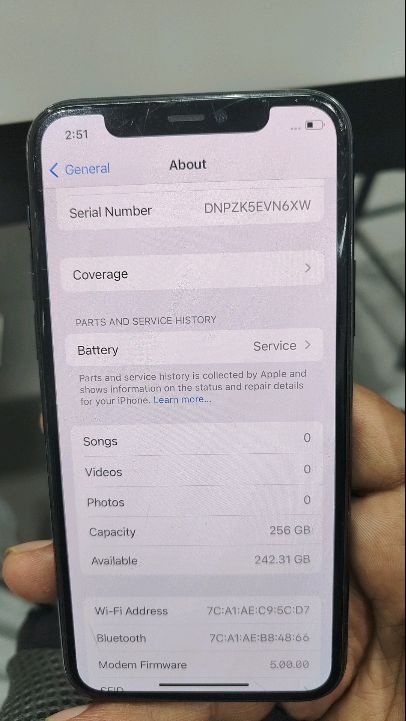 2:51
General
About
Serial Number DNPZK5EVN6XW
Coverage
PARTS AND SERVICE HISTORY
Battery Service
Parts and service history is collected by Apple and
shows information on the status and repair details
for your iPhone. Learn more...
Songs 0
Videos 0
Photos 0
Capacity 256 GB
Available 242.31 GB
Wi-Fi Address 7C:A1:AE:C9:5C:D7
Bluetooth 7C:A1:AE:B8:48:66
Modem Firmware 5.00.00
SEID